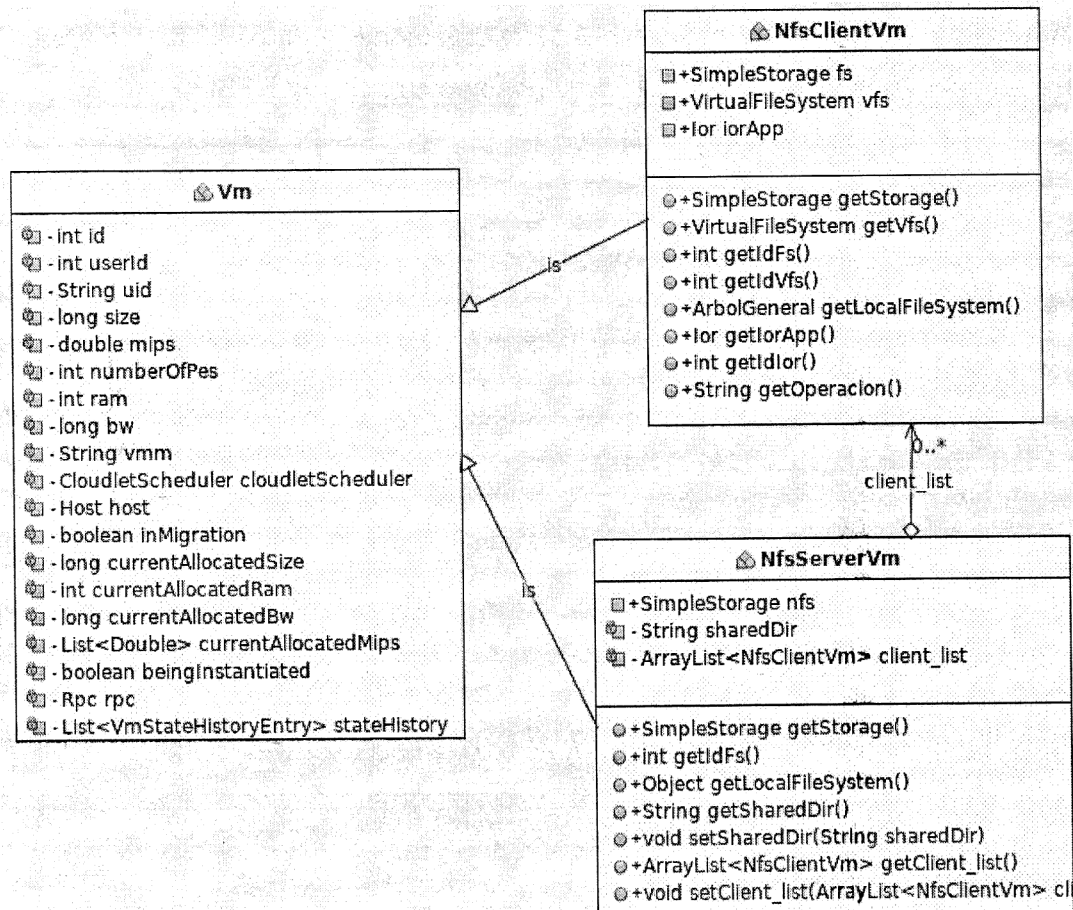 NfsClientVm
+SimpleStorage fs
+VirtualFileSystem vfs
+Ior iorApp
+SimpleStorage getStorage()
+VirtualFileSystem getVfs()
+int getIdFs()
+int getIdVfs()
+ArbolGeneral getLocalFileSystem()
+Ior getIorApp()
+int getIdIor()
+String getOperacion()
Vm
- int id
- int userId
- String uid
- long size
- double mips
- int numberOfPes
- int ram
- long bw
- String vmm
- CloudletScheduler cloudletScheduler
- Host host
- boolean inMigration
- long currentAllocatedSize
- int currentAllocatedRam
- long currentAllocatedBw
- List<Double> currentAllocatedMips
- boolean beingInstantiated
- Rpc rpc
- List<VmStateHistoryEntry> stateHistory
is
is
0..*
client_list
NfsServerVm
+SimpleStorage nfs
- String sharedDir
- ArrayList<NfsClientVm> client_list
+SimpleStorage getStorage()
+int getIdFs()
+Object getLocalFileSystem()
+String getSharedDir()
+void setSharedDir(String sharedDir)
+ArrayList<NfsClientVm> getClient_list()
+void setClient_list(ArrayList<NfsClientVm> cli